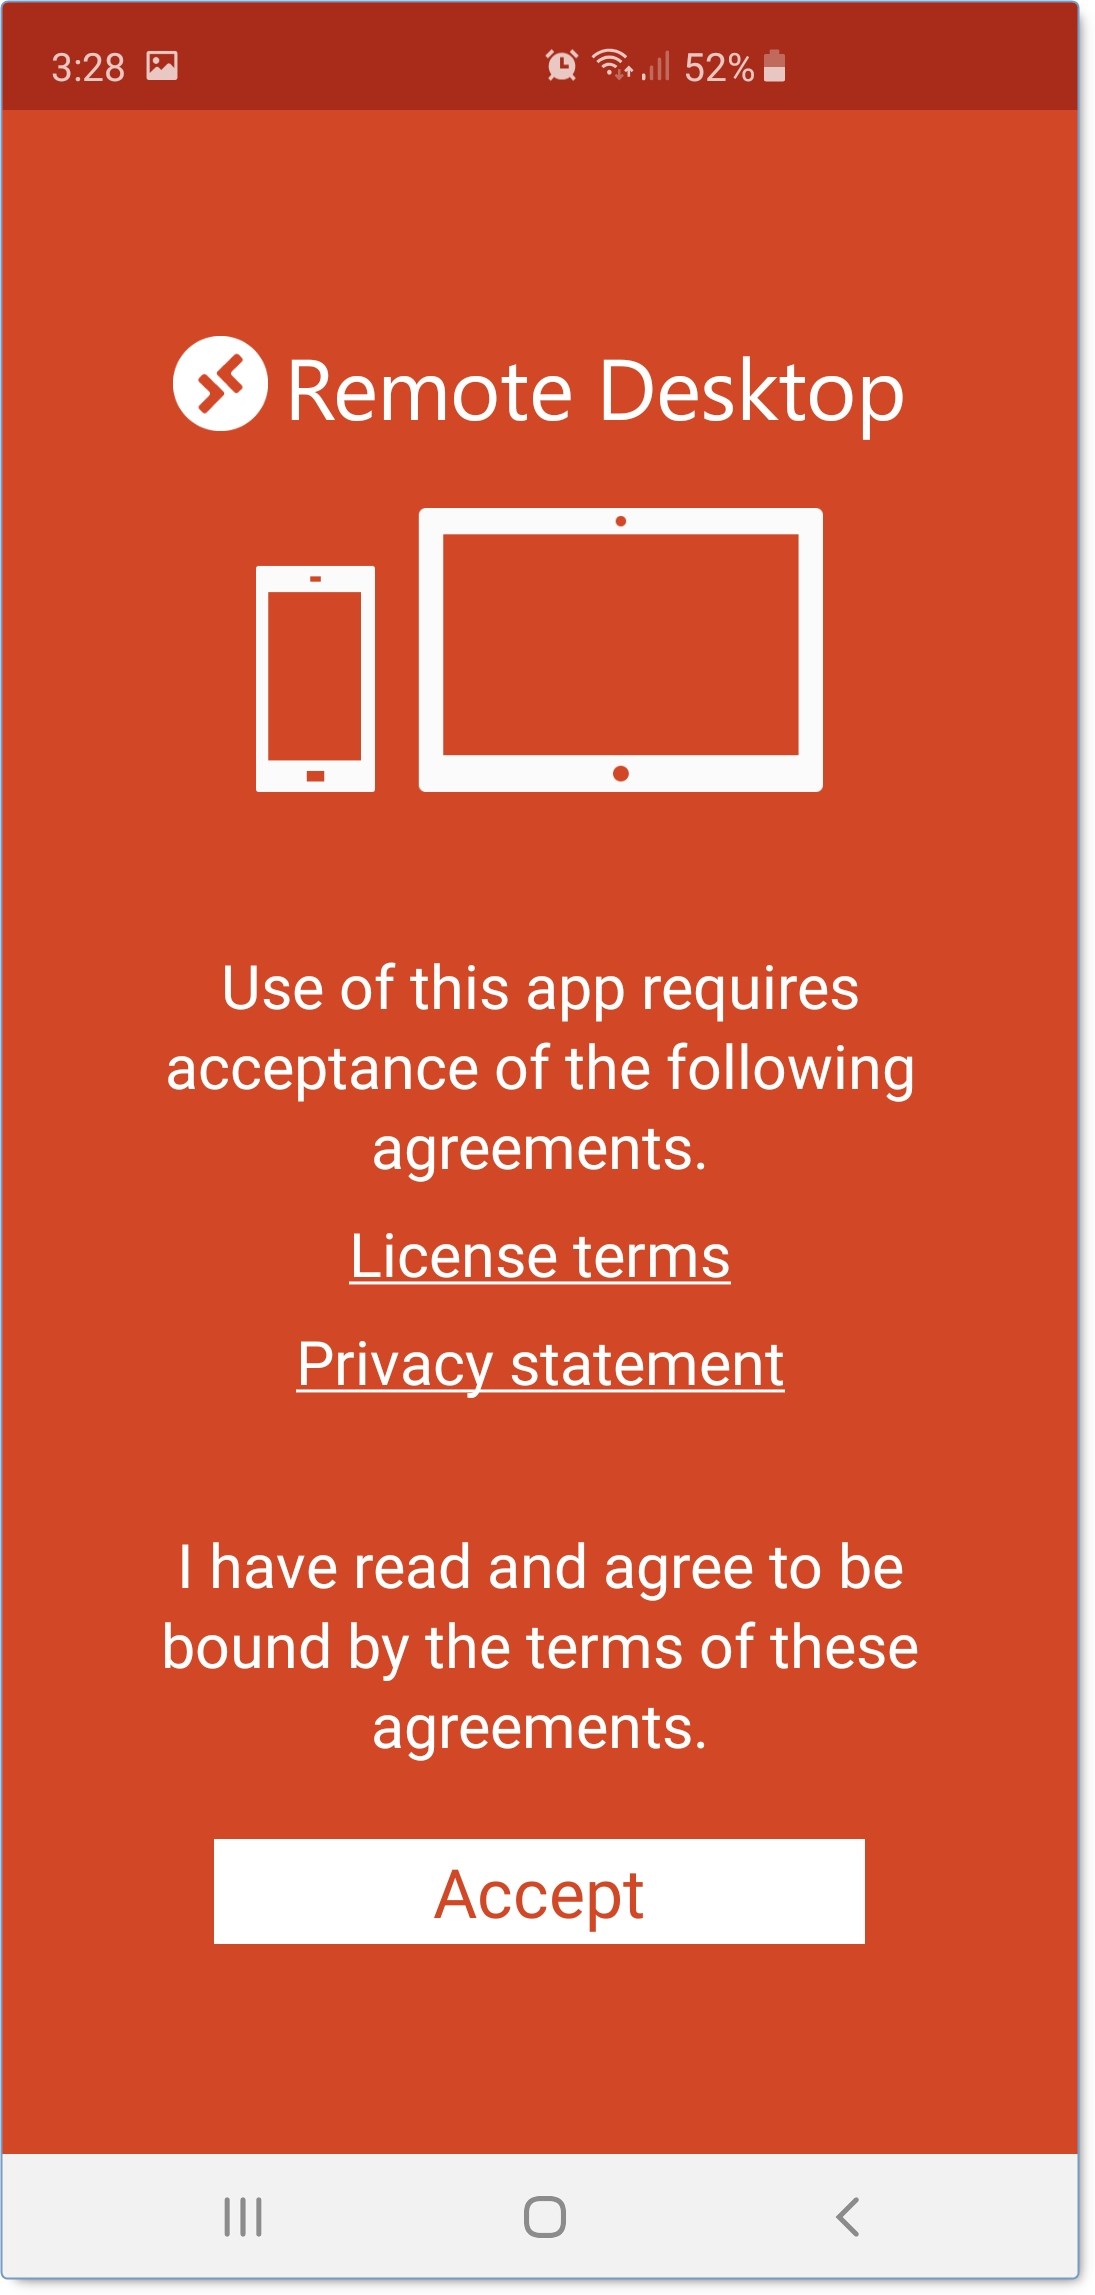 3:28 52%
Remote Desktop
Use of this app requires
acceptance of the following
agreements.
License terms
Privacy statement
I have read and agree to be
bound by the terms of these
agreements.
Accept